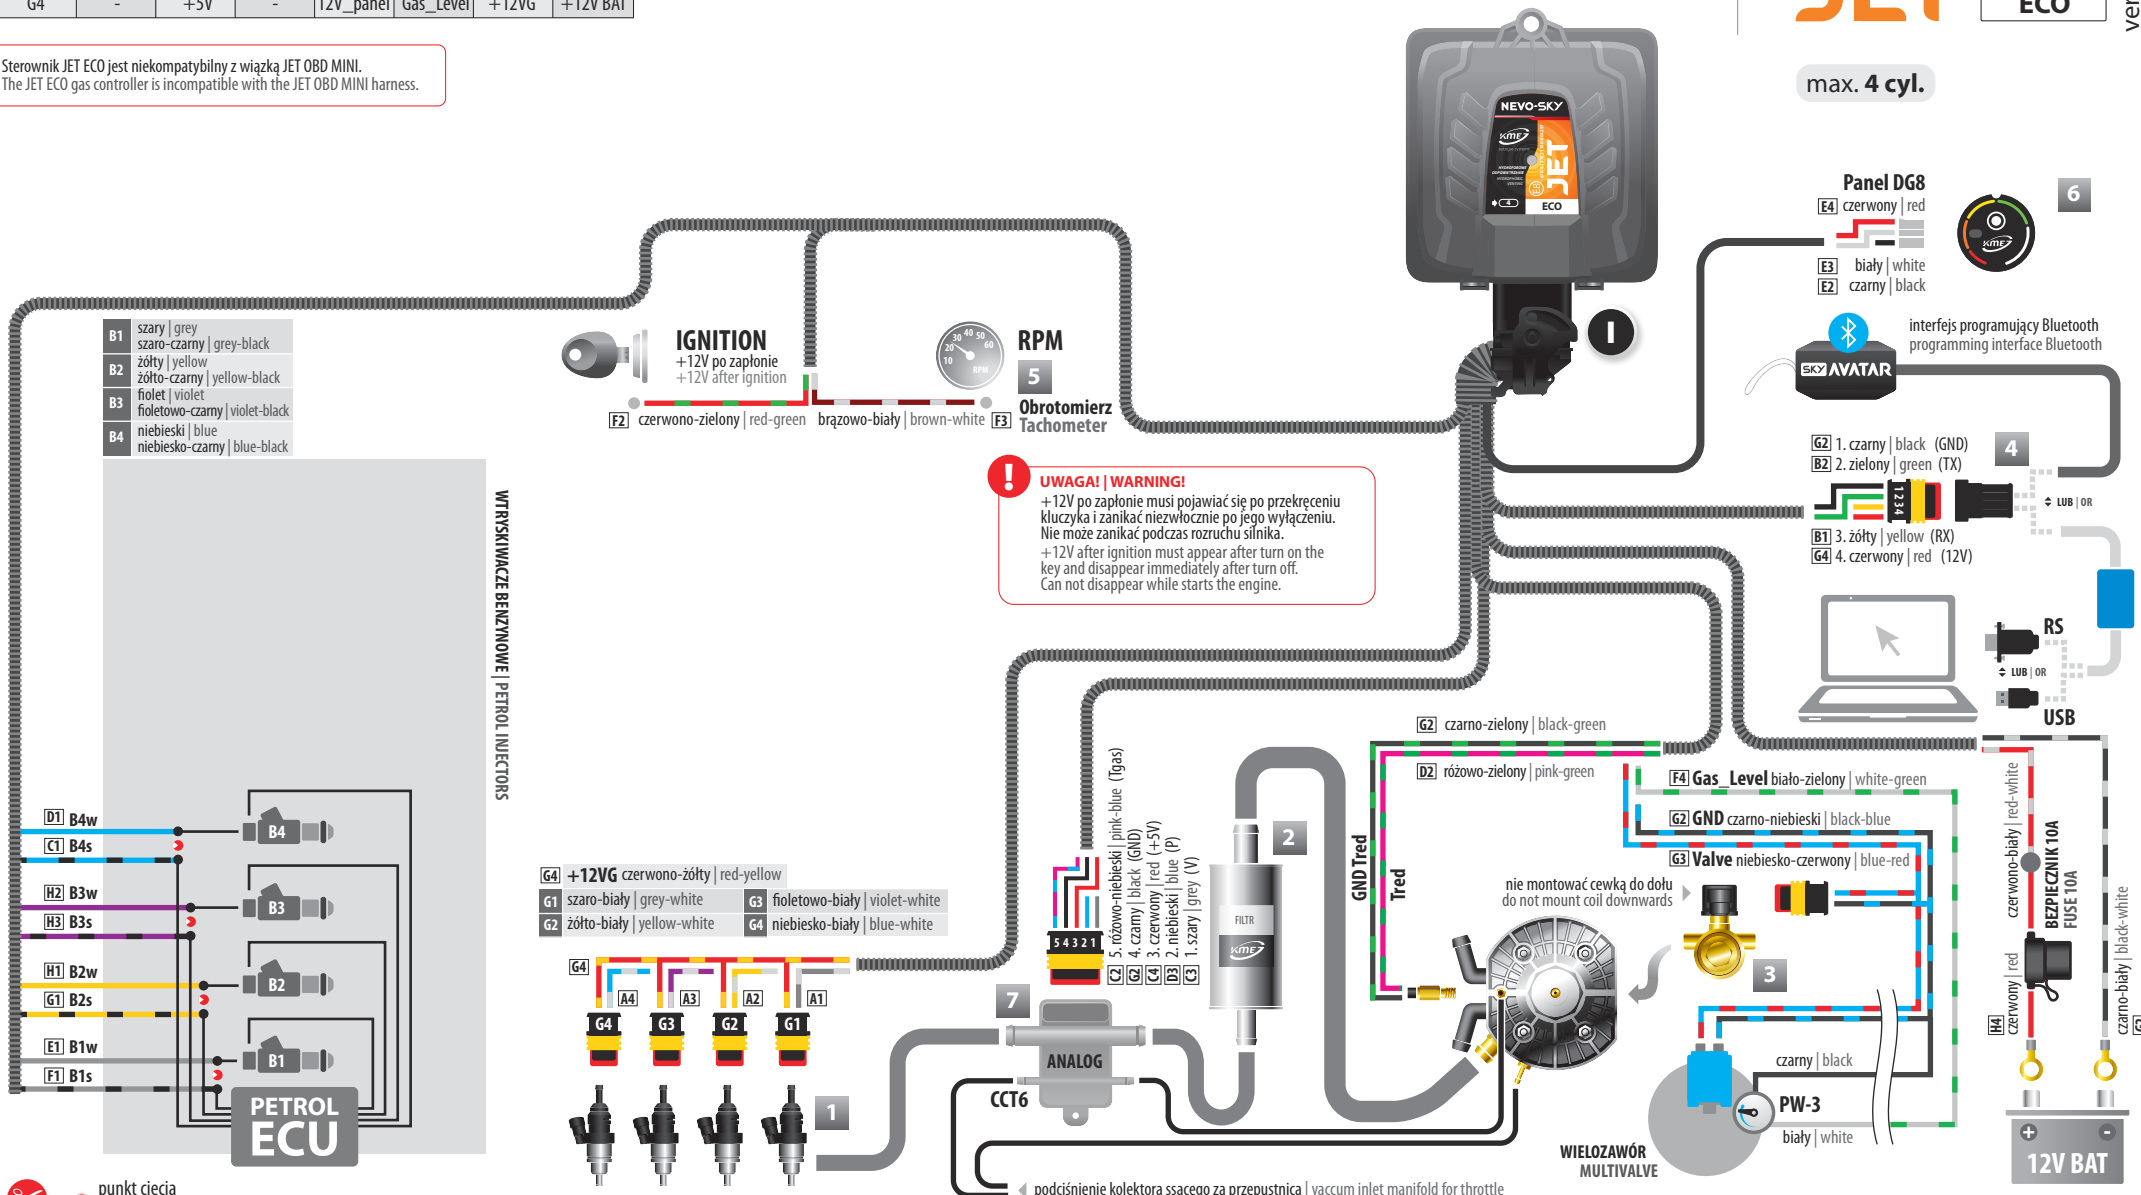 G4 - +5V - 12V_panel Gas_Level +12VG +12V BAT
JET ECO
Sterownik JET ECO jest niekompatybilny z wiązką JET OBD MINI.
The JET ECO gas controller is incompatible with the JET OBD MINI harness.
max. 4 cyl.
NEVO-SKY
KME
JET
ECO
4
Panel DG8
E4 czerwony | red
E3 biały | white
E2 czarny | black
KME
6
B1 szary | grey
szaro-czarny | grey-black
B2 żółty | yellow
żółto-czarny | yellow-black
B3 fiolet | violet
fioletowo-czarny | violet-black
B4 niebieski | blue
niebiesko-czarny | blue-black
IGNITION
+12V po zapłonie
+12V after ignition
10 20 30 40 50 60
RPM
RPM
5
Obrotomierz
Tachometer
F2 czerwono-zielony | red-green
brązowo-biały | brown-white F3
I
interfejs programujący Bluetooth
programming interface Bluetooth
SKY AVATAR
G2 1. czarny | black (GND)
B2 2. zielony | green (TX)
4
1 2 3 4
LUB | OR
B1 3. żółty | yellow (RX)
G4 4. czerwony | red (12V)
!
UWAGA! | WARNING!
+12V po zapłonie musi pojawiać się po przekręceniu
kluczyka i zanikać niezwłocznie po jego wyłączeniu.
Nie może zanikać podczas rozruchu silnika.
+12V after ignition must appear after turn on the
key and disappear immediately after turn off.
Can not disappear while starts the engine.
WTRYSKIWACZE BENZYNOWE | PETROL INJECTORS
RS
LUB | OR
USB
G2 czarno-zielony | black-green
D2 różowo-zielony | pink-green
GND Tred
Tred
F4 Gas_Level biało-zielony | white-green
G2 GND czarno-niebieski | black-blue
G3 Valve niebiesko-czerwony | blue-red
nie montować cewką do dołu
do not mount coil downwards
3
czerwono-biały | red-white
BEZPIECZNIK 10A
FUSE 10A
H4 czerwony | red
czarno-biały | black-white
D1 B4w
C1 B4s
B4
H2 B3w
H3 B3s
B3
H1 B2w
G1 B2s
B2
E1 B1w
F1 B1s
B1
PETROL
ECU
G4 +12VG czerwono-żółty | red-yellow
G1 szaro-biały | grey-white
G3 fioletowo-biały | violet-white
G2 żółto-biały | yellow-white
G4 niebiesko-biały | blue-white
G4
A4 A3 A2 A1
G4 G3 G2 G1
1
C2 5. różowo-niebieski | pink-blue (Tgas)
G2 4. czarny | black (GND)
C4 3. czerwony | red (+5V)
D3 2. niebieski | blue (P)
C3 1. szary | grey (V)
5 4 3 2 1
7
ANALOG
CCT6
2
FILTR
KME
czarny | black
PW-3
biały | white
WIELOZAWÓR
MULTIVALVE
+ -
12V BAT
punkt cięcia
podciśnienie kolektora ssącego za przepustnicą | vaccum inlet manifold for throttle